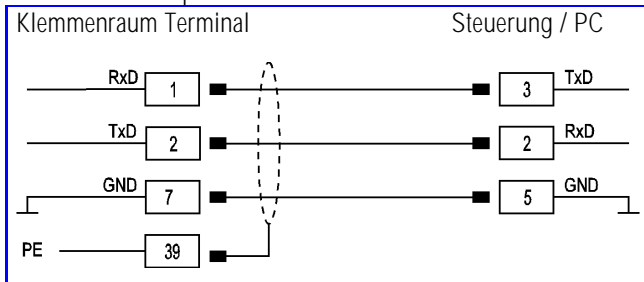 Klemmenraum Terminal Steuerung / PC
RxD 1 3 TxD
TxD 2 2 RxD
GND 7 5 GND
PE 39